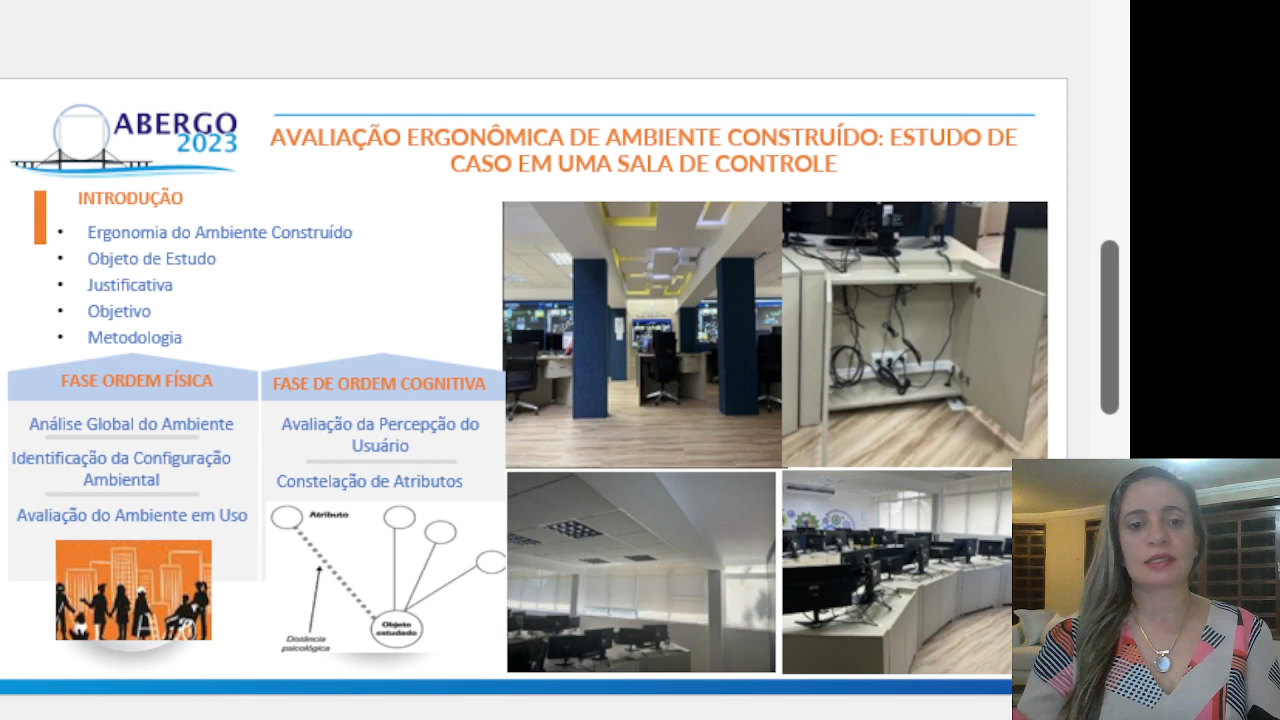 ABERGO
2023
AVALIAÇÃO ERGONÔMICA DE AMBIENTE CONSTRUÍDO: ESTUDO DE
CASO EM UMA SALA DE CONTROLE
INTRODUÇÃO
• Ergonomia do Ambiente Construído
• Objeto de Estudo
• Justificativa
• Objetivo
• Metodologia
FASE ORDEM FÍSICA
Análise Global do Ambiente
Identificação da Configuração
Ambiental
Avaliação do Ambiente em Uso
FASE DE ORDEM COGNITIVA
Avaliação da Percepção do
Usuário
Constelação de Atributos
Atributo
Objeto
estudado
Distância
psicológica